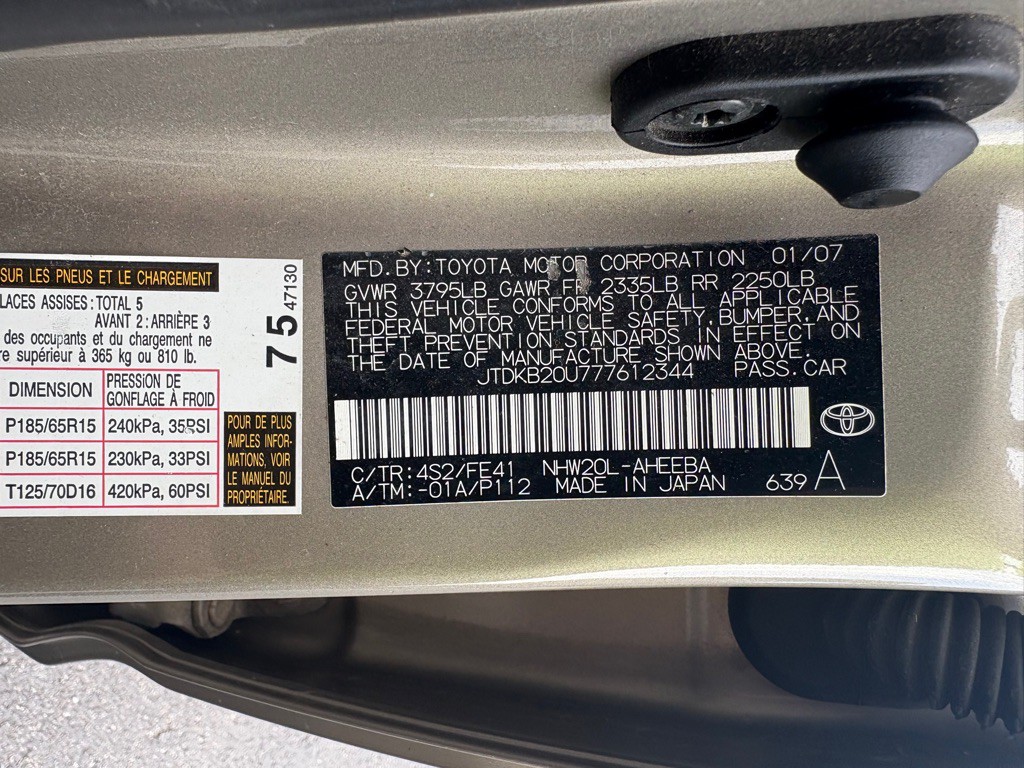 SUR LES PNEUS ET LE CHARGEMENT
PLACES ASSISES: TOTAL 5
AVANT 2: ARRIÈRE 3
des occupants et du chargement ne
supérieur à 365 kg ou 810 lb.
DIMENSION PRESSION DE GONFLAGE À FROID
P185/65R15 240kPa, 35PSI
P185/65R15 230kPa, 33PSI
T125/70D16 420kPa, 60PSI
75 47130
POUR DE PLUS
AMPLES INFOR-
MATIONS, VOIR
LE MANUEL DU
PROPRIÉTAIRE.
MFD. BY: TOYOTA MOTOR CORPORATION 01/07
GVWR 3795LB GAWR FR 2335LB RR 2250LB
THIS VEHICLE CONFORMS TO ALL APPLICABLE
FEDERAL MOTOR VEHICLE SAFETY, BUMPER, AND
THEFT PREVENTION STANDARDS IN EFFECT ON
THE DATE OF MANUFACTURE SHOWN ABOVE.
JTDKB20U777612344 PASS. CAR
C/TR: 4S2/FE41 NHW20L-AHEEBA
A/TM: -01A/P112 MADE IN JAPAN 639 A